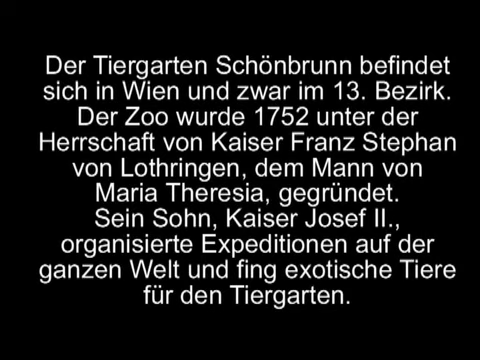 Der Tiergarten Schönbrunn befindet
sich in Wien und zwar im 13. Bezirk.
Der Zoo wurde 1752 unter der
Herrschaft von Kaiser Franz Stephan
von Lothringen, dem Mann von
Maria Theresia, gegründet.
Sein Sohn, Kaiser Josef II.,
organisierte Expeditionen auf der
ganzen Welt und fing exotische Tiere
für den Tiergarten.